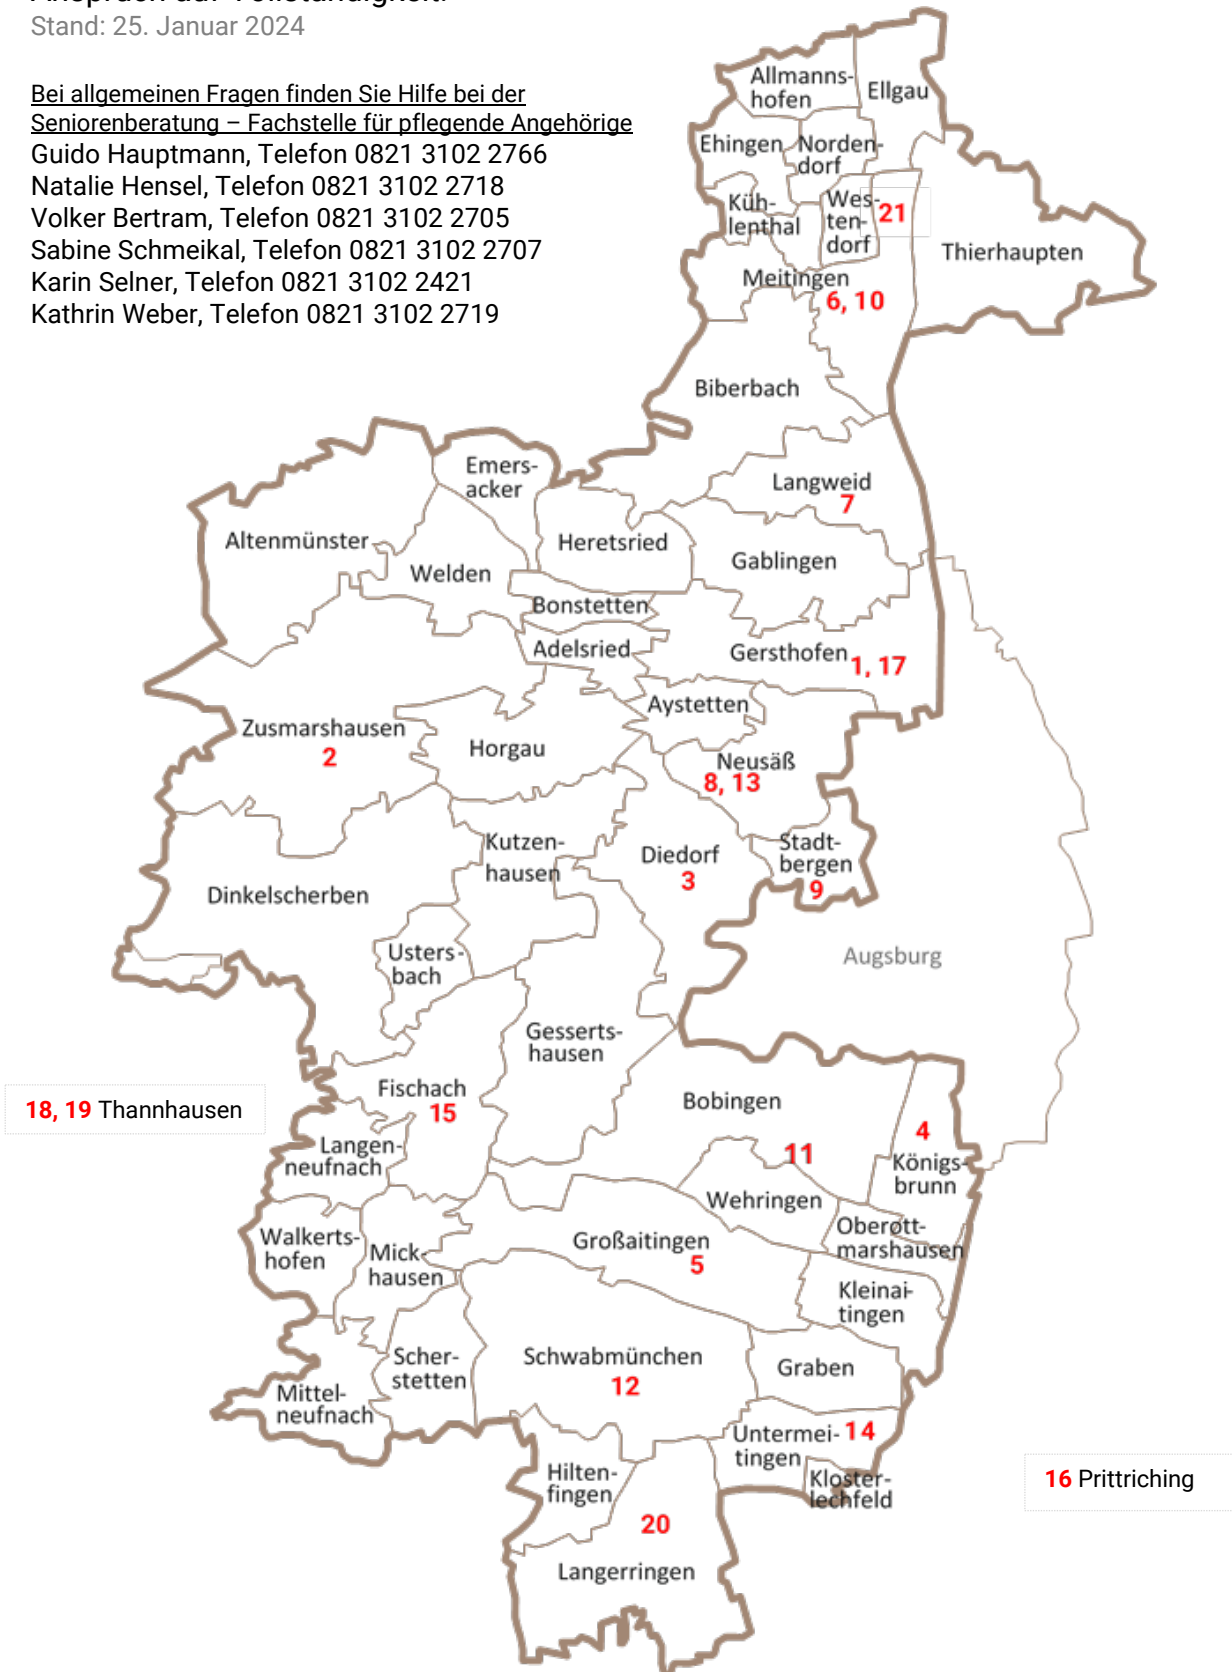 Stand: 25. Januar 2024
Bei allgemeinen Fragen finden Sie Hilfe bei der
Seniorenberatung – Fachstelle für pflegende Angehörige
Guido Hauptmann, Telefon 0821 3102 2766
Natalie Hensel, Telefon 0821 3102 2718
Volker Bertram, Telefon 0821 3102 2705
Sabine Schmeikal, Telefon 0821 3102 2707
Karin Selner, Telefon 0821 3102 2421
Kathrin Weber, Telefon 0821 3102 2719
Allmanns-
hofen
Ellgau
Ehingen
Norden-
dorf
Küh-
lenthal
Wes-
ten-
dorf
21
Thierhaupten
Meitingen
6, 10
Biberbach
Emers-
acker
Langweid
7
Altenmünster
Welden
Heretsried
Gablingen
Bonstetten
Adelsried
Gersthofen
1, 17
Aystetten
Zusmarshausen
2
Horgau
Neusäß
8, 13
Kutzen-
hausen
Diedorf
3
Stadt-
bergen
9
Dinkelscherben
Usters-
bach
Augsburg
Gesserts-
hausen
Fischach
15
18, 19 Thannhausen
Bobingen
11
4
Königs-
brunn
Langen-
neufnach
Wehringen
Oberott-
marshausen
Walkerts-
hofen
Mick-
hausen
Großaitingen
5
Kleinai-
tingen
Scher-
stetten
Schwabmünchen
12
Graben
Mittel-
neufnach
Untermei-
tingen
14
Hilten-
fingen
Kloster-
lechfeld
16 Prittriching
20
Langerringen